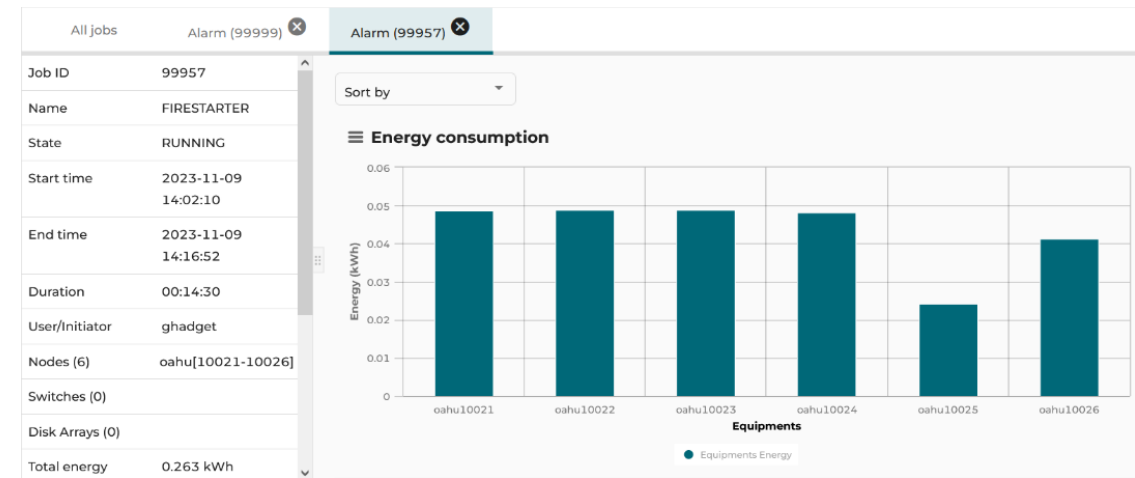 All jobs
Alarm (99999)
Alarm (99957)
Job ID 99957
Name FIRESTARTER
State RUNNING
Start time 2023-11-09
14:02:10
End time 2023-11-09
14:16:52
Duration 00:14:30
User/Initiator ghadget
Nodes (6) oahu[10021-10026]
Switches (0)
Disk Arrays (0)
Total energy 0.263 kWh
Sort by
Energy consumption
Energy (kWh)
0.06
0.05
0.04
0.03
0.02
0.01
0
oahu10021 oahu10022 oahu10023 oahu10024 oahu10025 oahu10026
Equipments
Equipments Energy